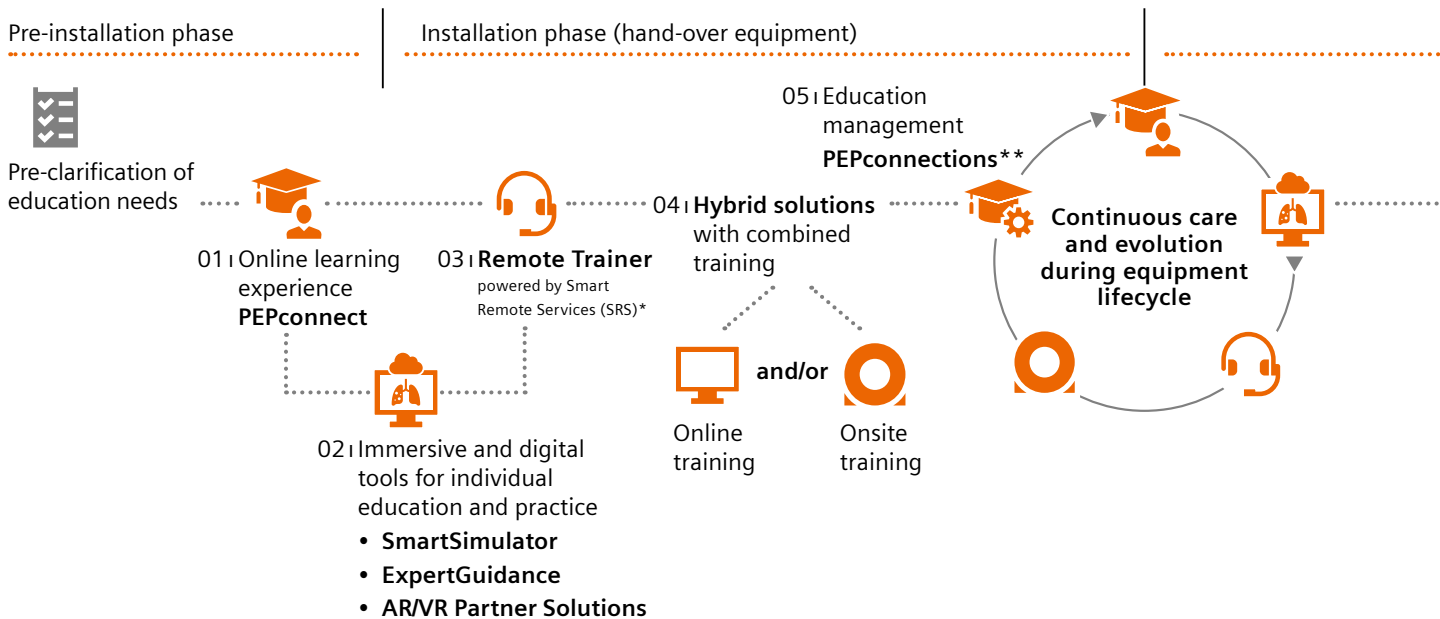 Pre-installation phase
Installation phase (hand-over equipment)
Pre-clarification of
education needs
01 ı Online learning
experience
PEPconnect
02 ı Immersive and digital
tools for individual
education and practice
• SmartSimulator
• ExpertGuidance
• AR/VR Partner Solutions
03 ı Remote Trainer
powered by Smart
Remote Services (SRS)*
04 ı Hybrid solutions
with combined
training
Online
training
and/or
Onsite
training
05 ı Education
management
PEPconnections**
Continuous care
and evolution
during equipment
lifecycle